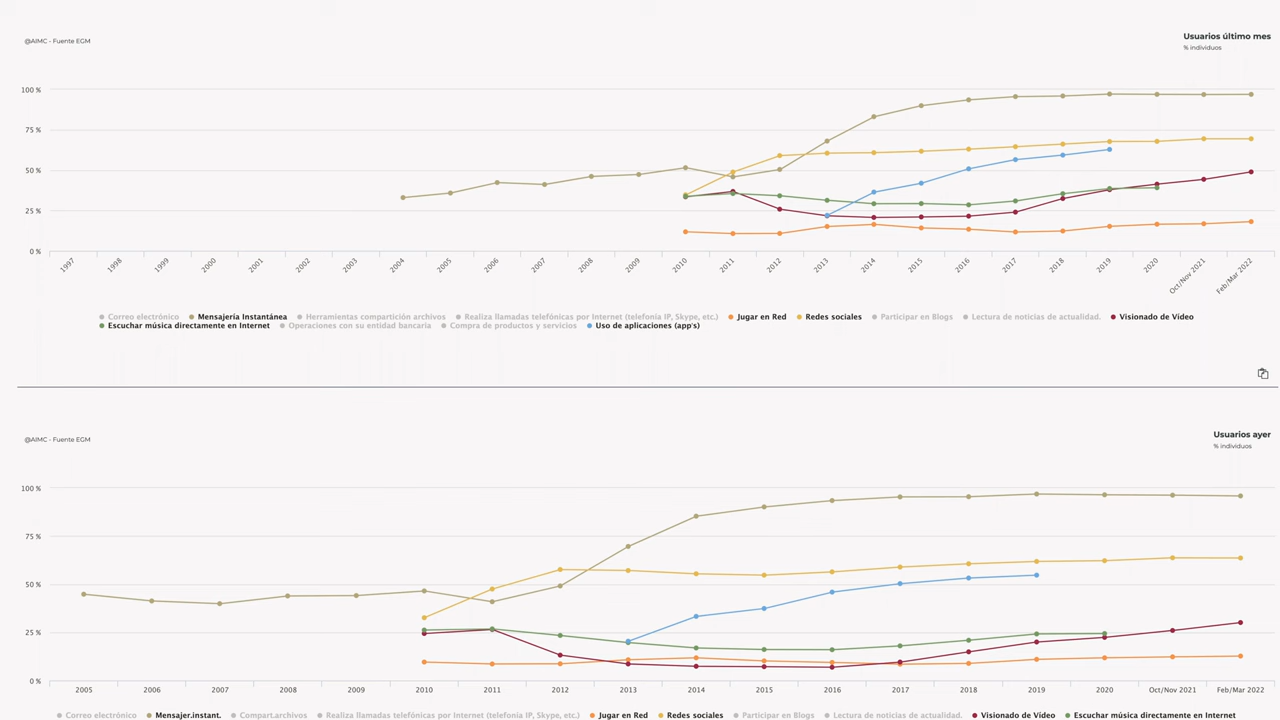 @AIMC - Fuente EGM
Usuarios último mes
% individuos
100 %
75 %
50 %
25 %
0 %
1997 1998 1999 2000 2001 2002 2003 2004 2005 2006 2007 2008 2009 2010 2011 2012 2013 2014 2015 2016 2017 2018 2019 2020 Oct/Nov 2021 Feb/Mar 2022
Correo electrónico Mensajería Instantánea Herramientas compartición archivos Realiza llamadas telefónicas por Internet (telefonía IP, Skype, etc.) Jugar en Red Redes sociales Participar en Blogs Lectura de noticias de actualidad. Visionado de Vídeo
Escuchar música directamente en Internet Operaciones con su entidad bancaria Compra de productos y servicios Uso de aplicaciones (app's)
@AIMC - Fuente EGM
Usuarios ayer
% individuos
100 %
75 %
50 %
25 %
0 %
2005 2006 2007 2008 2009 2010 2011 2012 2013 2014 2015 2016 2017 2018 2019 2020 Oct/Nov 2021 Feb/Mar 2022
Correo electrónico Mensajer.instant. Compart.archivos Realiza llamadas telefónicas por Internet (telefonía IP, Skype, etc.) Jugar en Red Redes sociales Participar en Blogs Lectura de noticias de actualidad. Visionado de Vídeo Escuchar música directamente en Internet